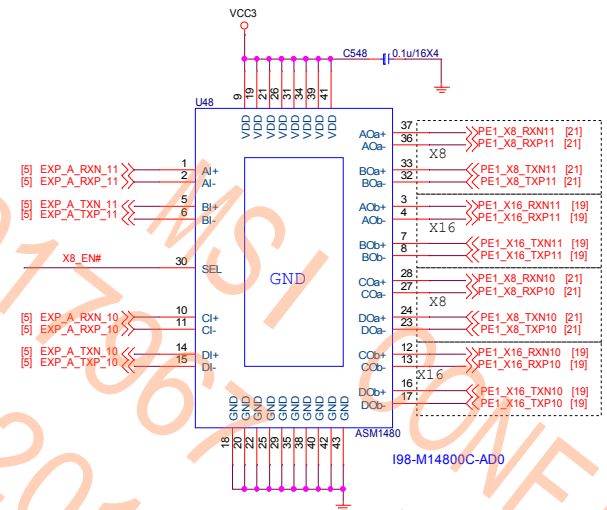 VCC3
C548 0.1u/16X4
U48
9 19 21 26 31 34 39 41
VDD VDD VDD VDD VDD VDD VDD VDD
[5] EXP_A_RXN_11 1 AI+
[5] EXP_A_RXP_11 2 AI-
[5] EXP_A_TXN_11 5 BI+
[5] EXP_A_TXP_11 6 BI-
X8_EN# 30 SEL
[5] EXP_A_RXN_10 10 CI+
[5] EXP_A_RXP_10 11 CI-
[5] EXP_A_TXN_10 14 DI+
[5] EXP_A_TXP_10 15 DI-
GND
AOa+ 37 PE1_X8_RXN11 [21]
AOa- 36 PE1_X8_RXP11 [21]
X8
BOa+ 33 PE1_X8_TXN11 [21]
BOa- 32 PE1_X8_TXP11 [21]
AOb+ 3 PE1_X16_RXN11 [19]
AOb- 4 PE1_X16_RXP11 [19]
X16
BOb+ 7 PE1_X16_TXN11 [19]
BOb- 8 PE1_X16_TXP11 [19]
COa+ 28 PE1_X8_RXN10 [21]
COa- 27 PE1_X8_RXP10 [21]
X8
DOa+ 24 PE1_X8_TXN10 [21]
DOa- 23 PE1_X8_TXP10 [21]
COb+ 12 PE1_X16_RXN10 [19]
COb- 13 PE1_X16_RXP10 [19]
X16
DOb+ 16 PE1_X16_TXN10 [19]
DOb- 17 PE1_X16_TXP10 [19]
GND GND GND GND GND GND GND GND GND GND
18 20 22 25 29 35 38 40 42 43
ASM1480
I98-M14800C-AD0
MSI CONF